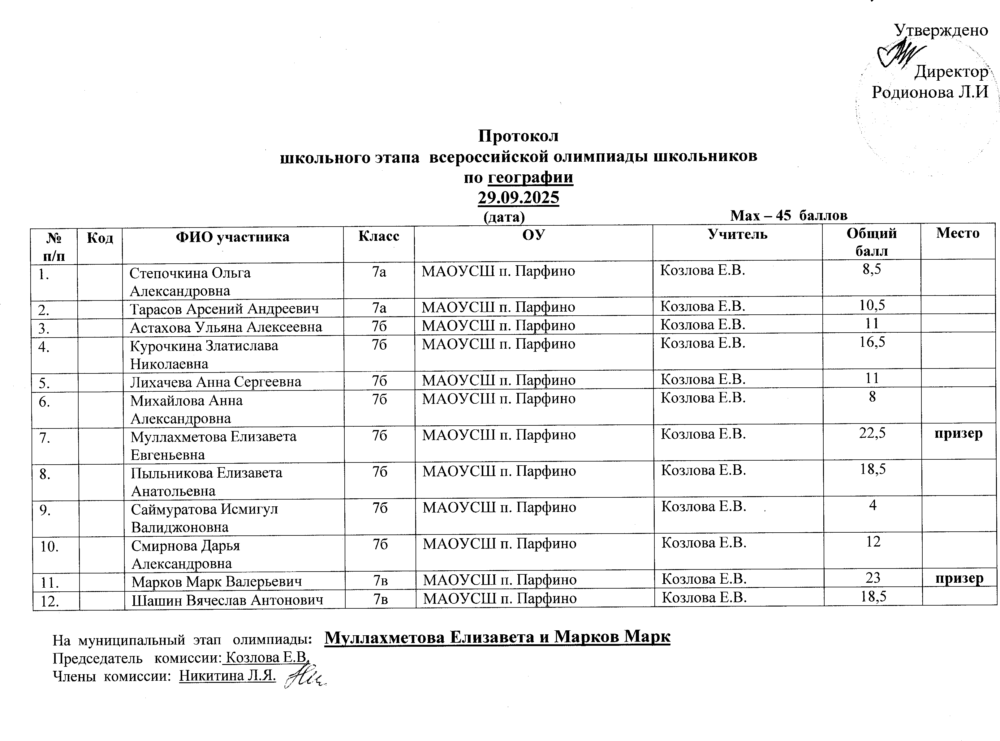 Утверждено
Директор
Родионова Л.И
Протокол
школьного этапа всероссийской олимпиады школьников
по географии
29.09.2025
(дата) Мах – 45 баллов
№ п/п Код ФИО участника Класс ОУ Учитель Общий балл Место
1. Степочкина Ольга Александровна 7а МАОУСШ п. Парфино Козлова Е.В. 8,5
2. Тарасов Арсений Андреевич 7а МАОУСШ п. Парфино Козлова Е.В. 10,5
3. Астахова Ульяна Алексеевна 7б МАОУСШ п. Парфино Козлова Е.В. 11
4. Курочкина Златислава Николаевна 7б МАОУСШ п. Парфино Козлова Е.В. 16,5
5. Лихачева Анна Сергеевна 7б МАОУСШ п. Парфино Козлова Е.В. 11
6. Михайлова Анна Александровна 7б МАОУСШ п. Парфино Козлова Е.В. 8
7. Муллахметова Елизавета Евгеньевна 7б МАОУСШ п. Парфино Козлова Е.В. 22,5 призер
8. Пыльникова Елизавета Анатольевна 7б МАОУСШ п. Парфино Козлова Е.В. 18,5
9. Саймуратова Исмигул Валиджоновна 7б МАОУСШ п. Парфино Козлова Е.В. 4
10. Смирнова Дарья Александровна 7б МАОУСШ п. Парфино Козлова Е.В. 12
11. Марков Марк Валерьевич 7в МАОУСШ п. Парфино Козлова Е.В. 23 призер
12. Шашин Вячеслав Антонович 7в МАОУСШ п. Парфино Козлова Е.В. 18,5
На муниципальный этап олимпиады: Муллахметова Елизавета и Марков Марк
Председатель комиссии: Козлова Е.В.
Члены комиссии: Никитина Л.Я.